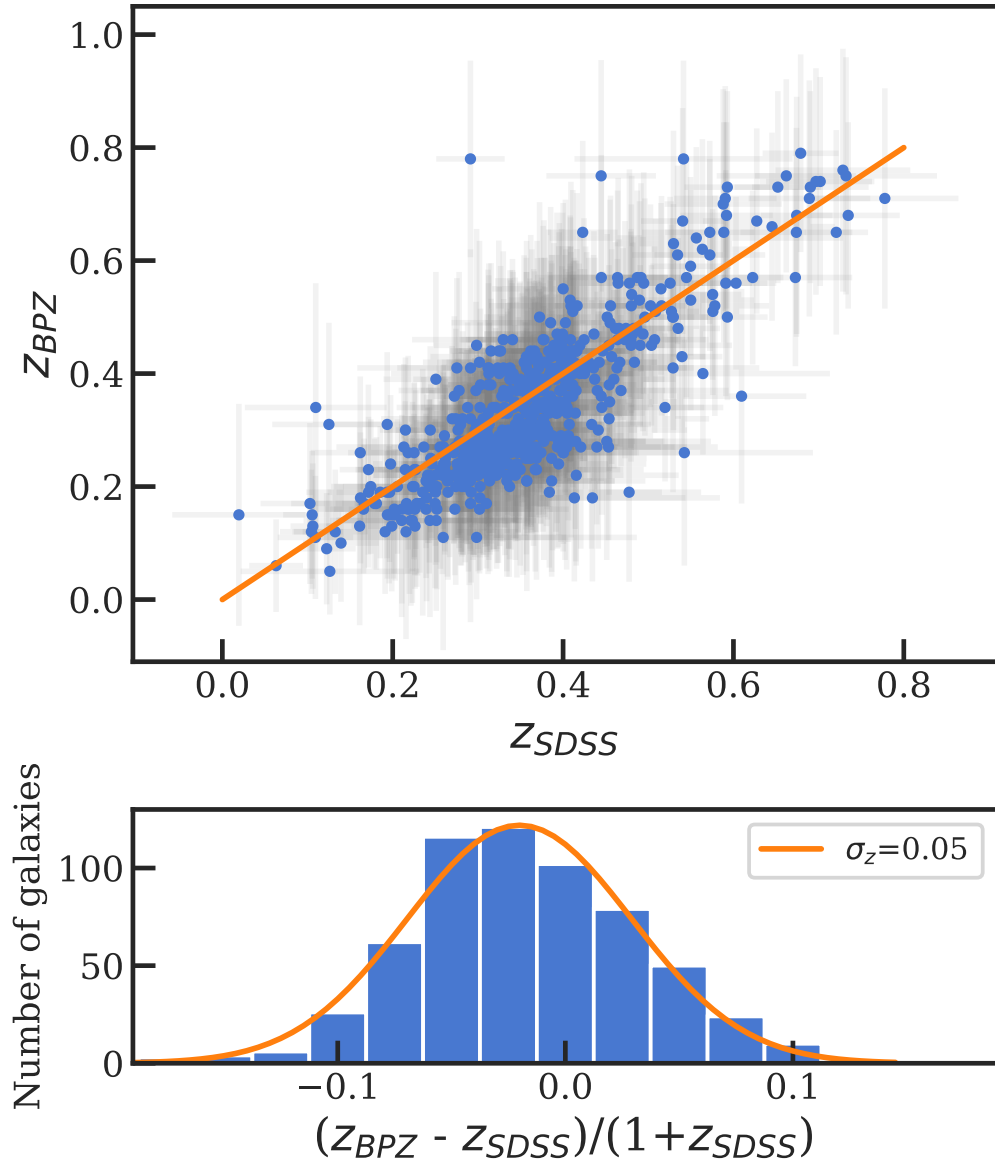 1.0
0.8
0.6
0.4
0.2
0.0
z_BPZ
0.0 0.2 0.4 0.6 0.8
z_SDSS
Number of galaxies
100
50
0
σ_z=0.05
−0.1 0.0 0.1
(z_BPZ - z_SDSS)/(1+z_SDSS)